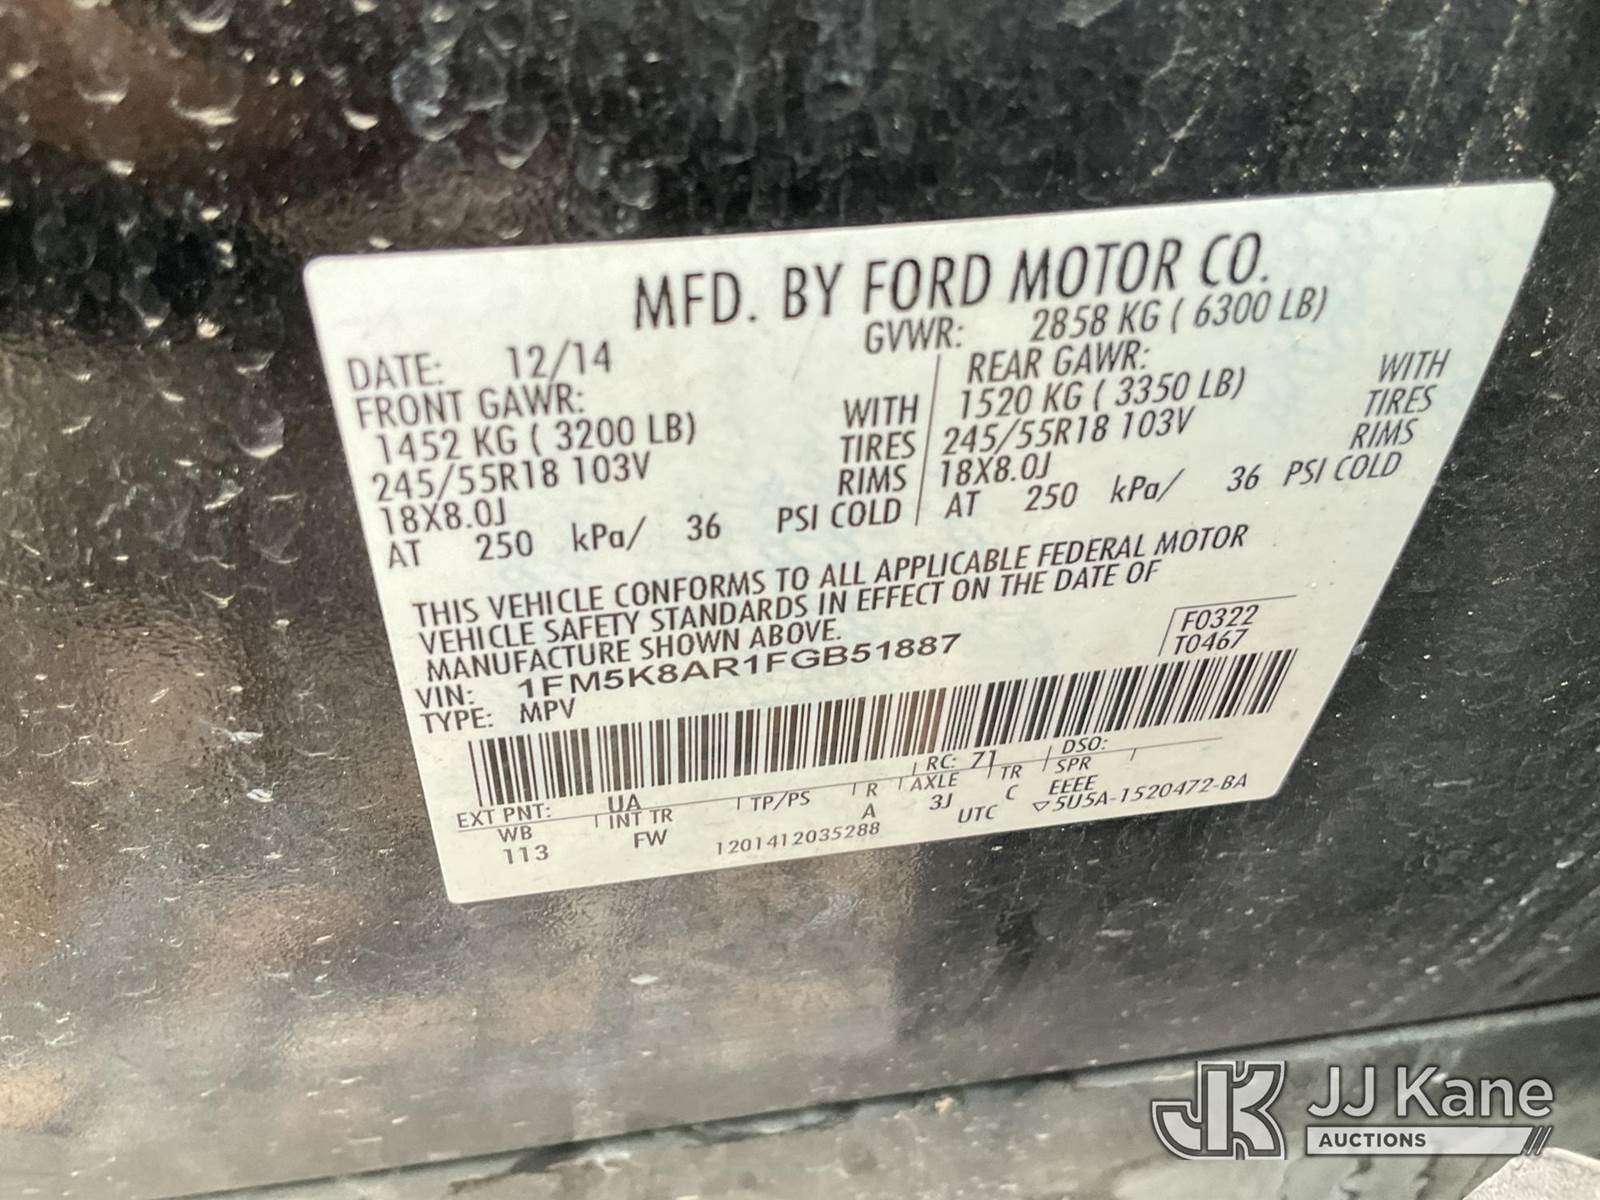 MFD. BY FORD MOTOR CO.
DATE: 12/14 GVWR: 2858 KG ( 6300 LB)
FRONT GAWR: REAR GAWR:
1452 KG ( 3200 LB) WITH 1520 KG ( 3350 LB) WITH
245/55R18 103V TIRES 245/55R18 103V TIRES
18X8.0J RIMS 18X8.0J RIMS
AT 250 kPa/ 36 PSI COLD AT 250 kPa/ 36 PSI COLD
THIS VEHICLE CONFORMS TO ALL APPLICABLE FEDERAL MOTOR
VEHICLE SAFETY STANDARDS IN EFFECT ON THE DATE OF
MANUFACTURE SHOWN ABOVE.
VIN: 1FM5K8AR1FGB51887 F0322
TYPE: MPV T0467
EXT PNT: UA RC: 71 DSO:
WB INT TR TP/PS R AXLE TR SPR
113 FW A 3J C EEEE
1201412035288 UTC ▽5U5A-1520472-BA
JK JJ Kane
AUCTIONS